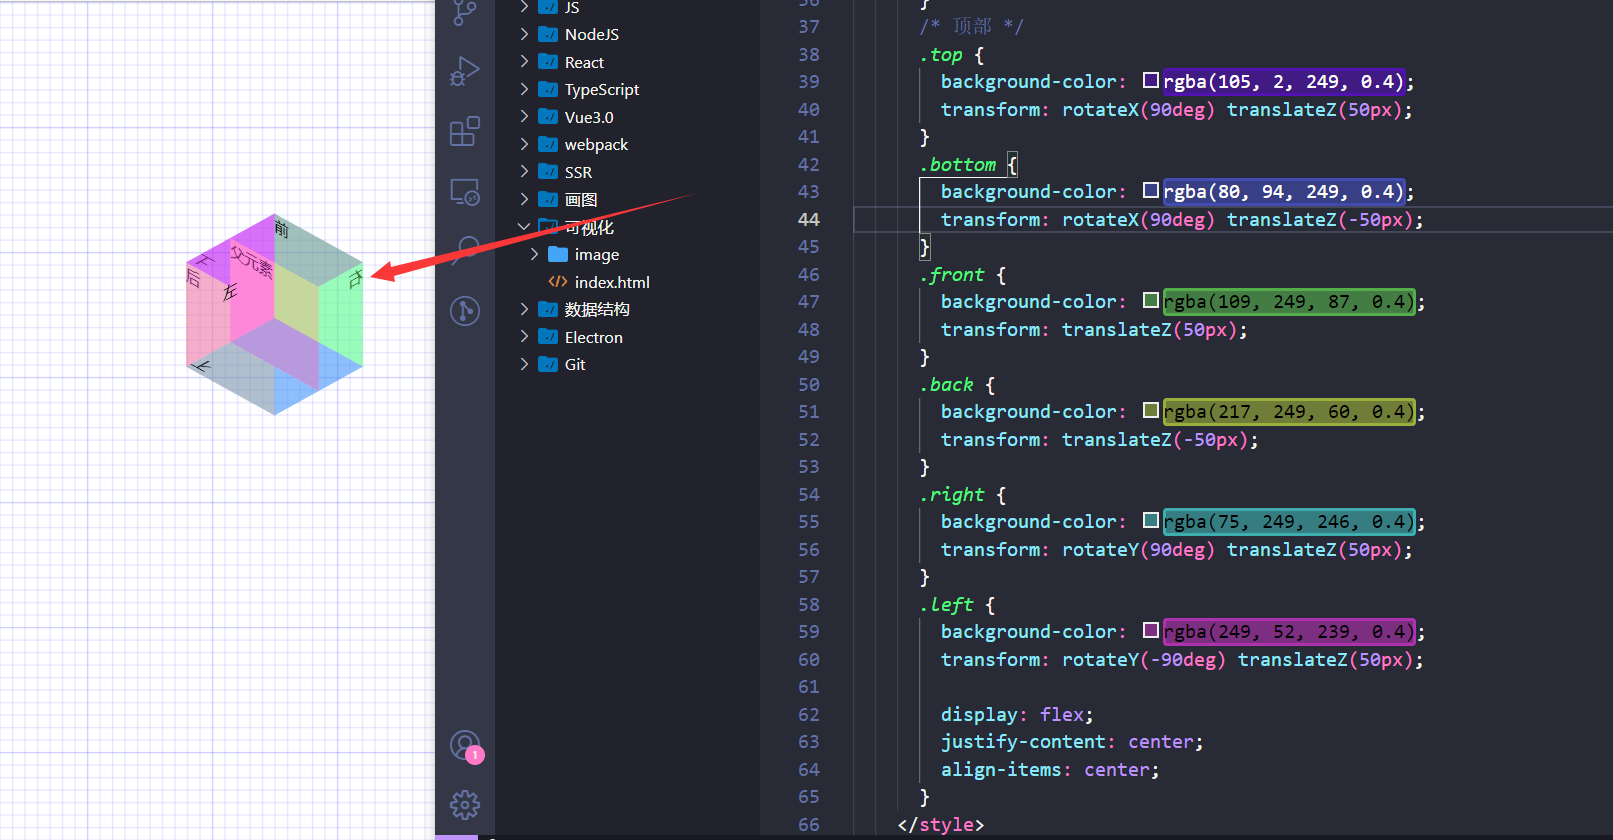 前
父元素
上
后
左
右
下
JS
NodeJS
React
TypeScript
Vue3.0
webpack
SSR
画图
可视化
image
index.html
数据结构
Electron
Git
1
36 }
37 /* 顶部 */
38 .top {
39 background-color: rgba(105, 2, 249, 0.4);
40 transform: rotateX(90deg) translateZ(50px);
41 }
42 .bottom {
43 background-color: rgba(80, 94, 249, 0.4);
44 transform: rotateX(90deg) translateZ(-50px);
45 }
46 .front {
47 background-color: rgba(109, 249, 87, 0.4);
48 transform: translateZ(50px);
49 }
50 .back {
51 background-color: rgba(217, 249, 60, 0.4);
52 transform: translateZ(-50px);
53 }
54 .right {
55 background-color: rgba(75, 249, 246, 0.4);
56 transform: rotateY(90deg) translateZ(50px);
57 }
58 .left {
59 background-color: rgba(249, 52, 239, 0.4);
60 transform: rotateY(-90deg) translateZ(50px);
61
62 display: flex;
63 justify-content: center;
64 align-items: center;
65 }
66 </style>